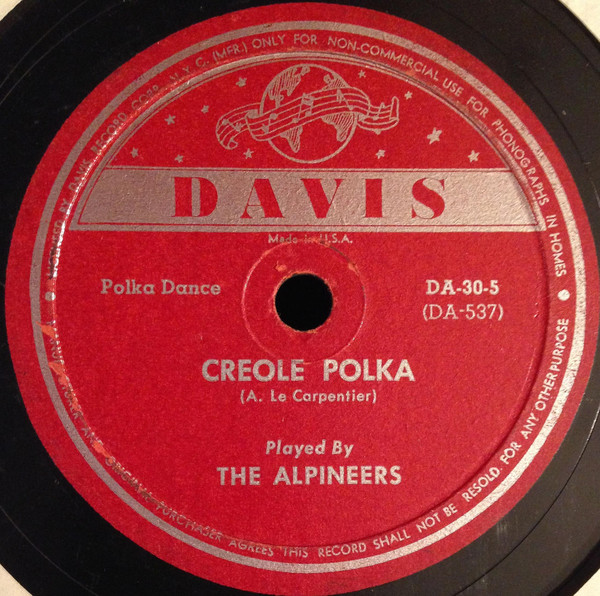 LICENSED BY DAVIS RECORD CORP. N.Y.C. (MFR.) ONLY FOR NON-COMMERCIAL USE FOR PHONOGRAPHS IN HOMES
DAVIS
Made in U.S.A.
Polka Dance
DA-30-5
(DA-537)
CREOLE POLKA
(A. Le Carpentier)
Played By
THE ALPINEERS
AND ORIGINAL PURCHASER AGREES THIS RECORD SHALL NOT BE RESOLD FOR ANY OTHER PURPOSE